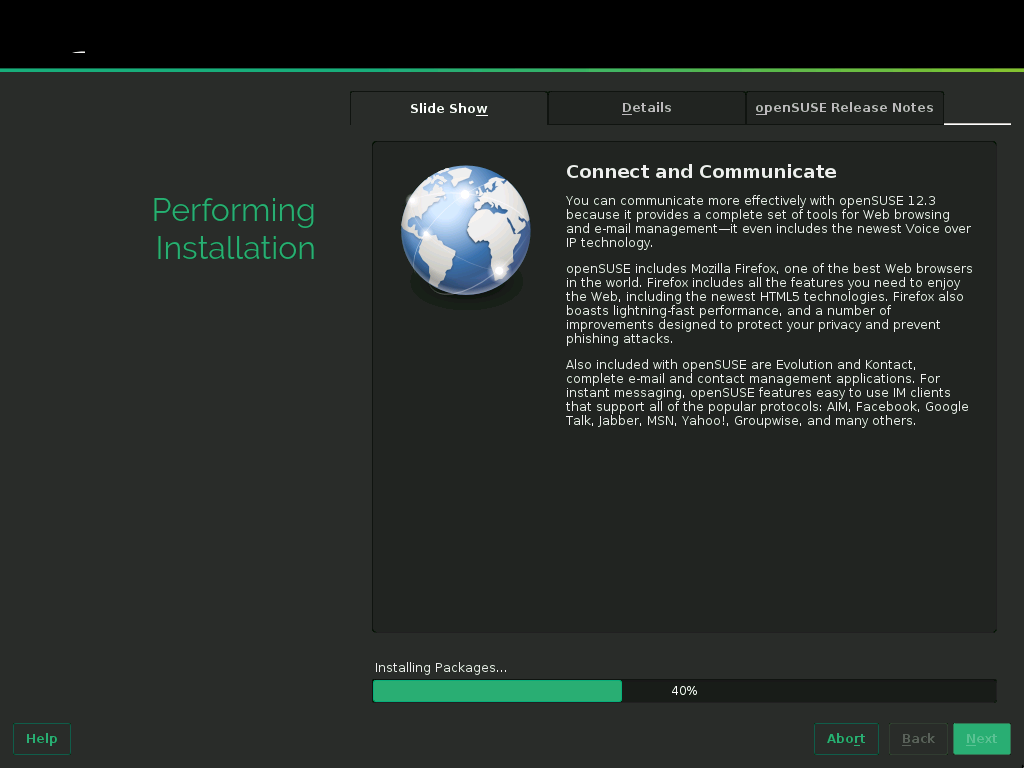 Slide Show
Details
openSUSE Release Notes
Performing
Installation
Connect and Communicate
You can communicate more effectively with openSUSE 12.3
because it provides a complete set of tools for Web browsing
and e-mail management—it even includes the newest Voice over
IP technology.
openSUSE includes Mozilla Firefox, one of the best Web browsers
in the world. Firefox includes all the features you need to enjoy
the Web, including the newest HTML5 technologies. Firefox also
boasts lightning-fast performance, and a number of
improvements designed to protect your privacy and prevent
phishing attacks.
Also included with openSUSE are Evolution and Kontact,
complete e-mail and contact management applications. For
instant messaging, openSUSE features easy to use IM clients
that support all of the popular protocols: AIM, Facebook, Google
Talk, Jabber, MSN, Yahoo!, Groupwise, and many others.
Installing Packages...
40%
Help
Abort
Back
Next